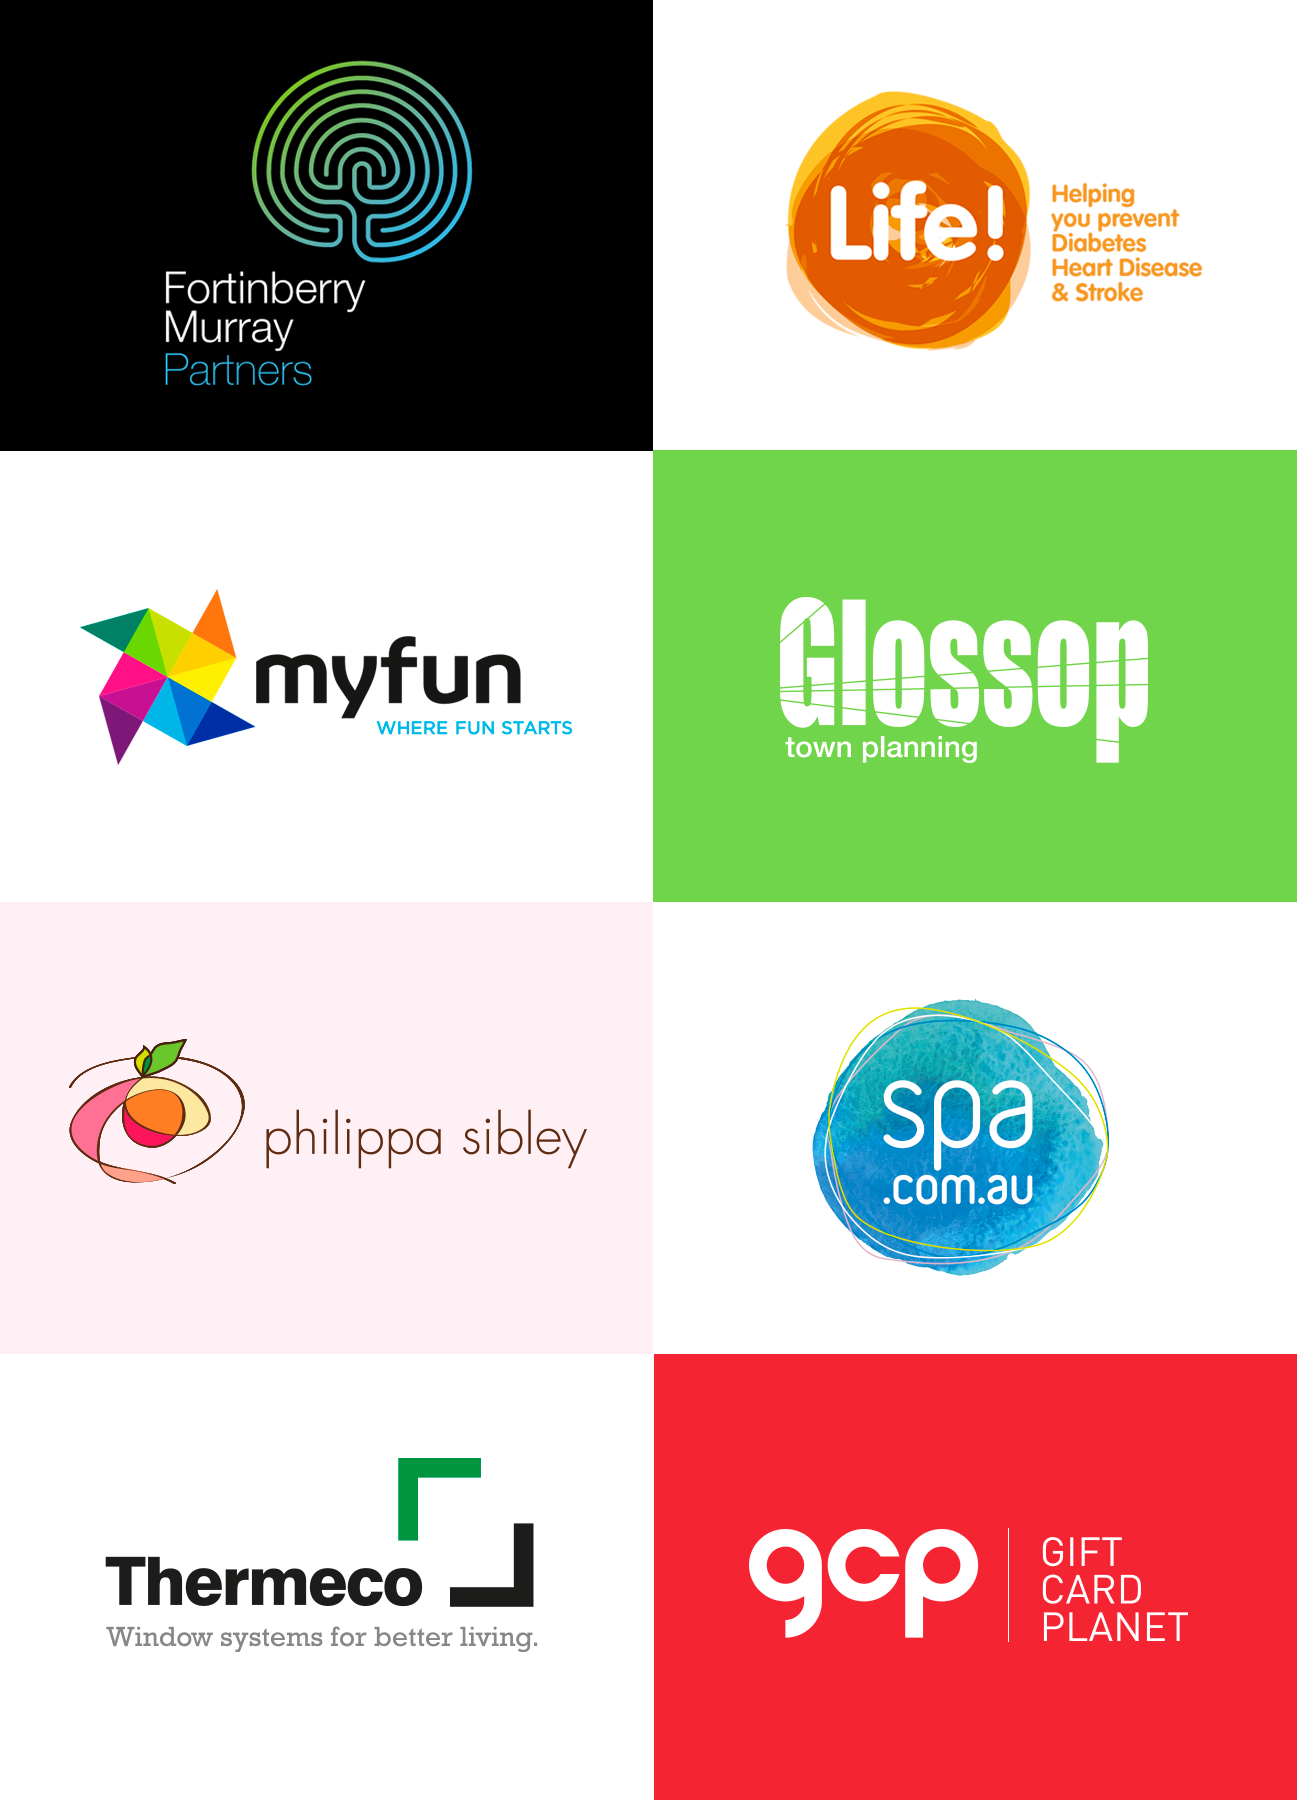 Fortinberry
Murray
Partners
Life!
Helping
you prevent
Diabetes
Heart Disease
& Stroke
myfun
WHERE FUN STARTS
Glossop
town planning
philippa sibley
spa
.com.au
Thermeco
Window systems for better living.
gcp
GIFT
CARD
PLANET